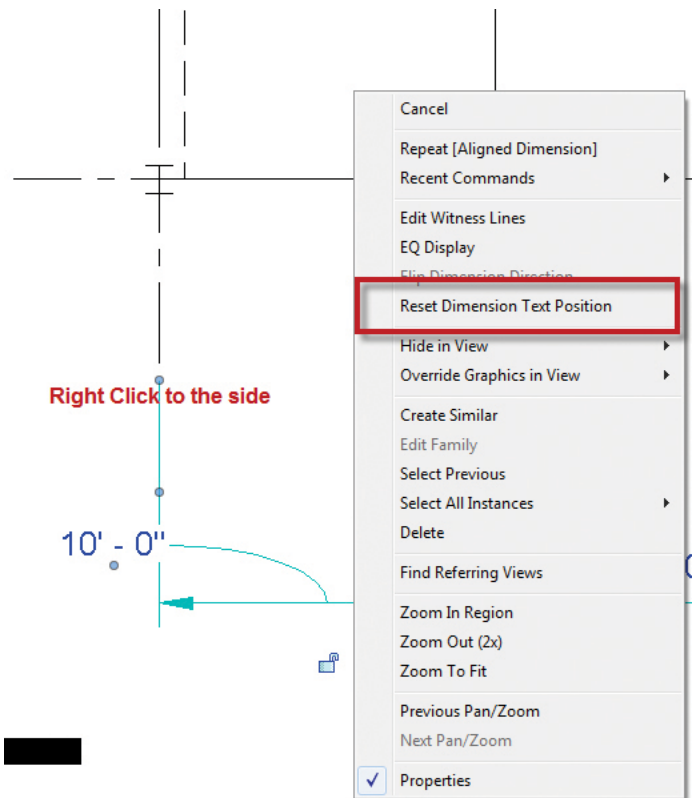 Cancel
Repeat [Aligned Dimension]
Recent Commands
Edit Witness Lines
EQ Display
Flip Dimension Direction
Reset Dimension Text Position
Hide in View
Override Graphics in View
Right Click to the side
Create Similar
Edit Family
Select Previous
Select All Instances
Delete
10' - 0"
Find Referring Views
Zoom In Region
Zoom Out (2x)
Zoom To Fit
Previous Pan/Zoom
Next Pan/Zoom
Properties